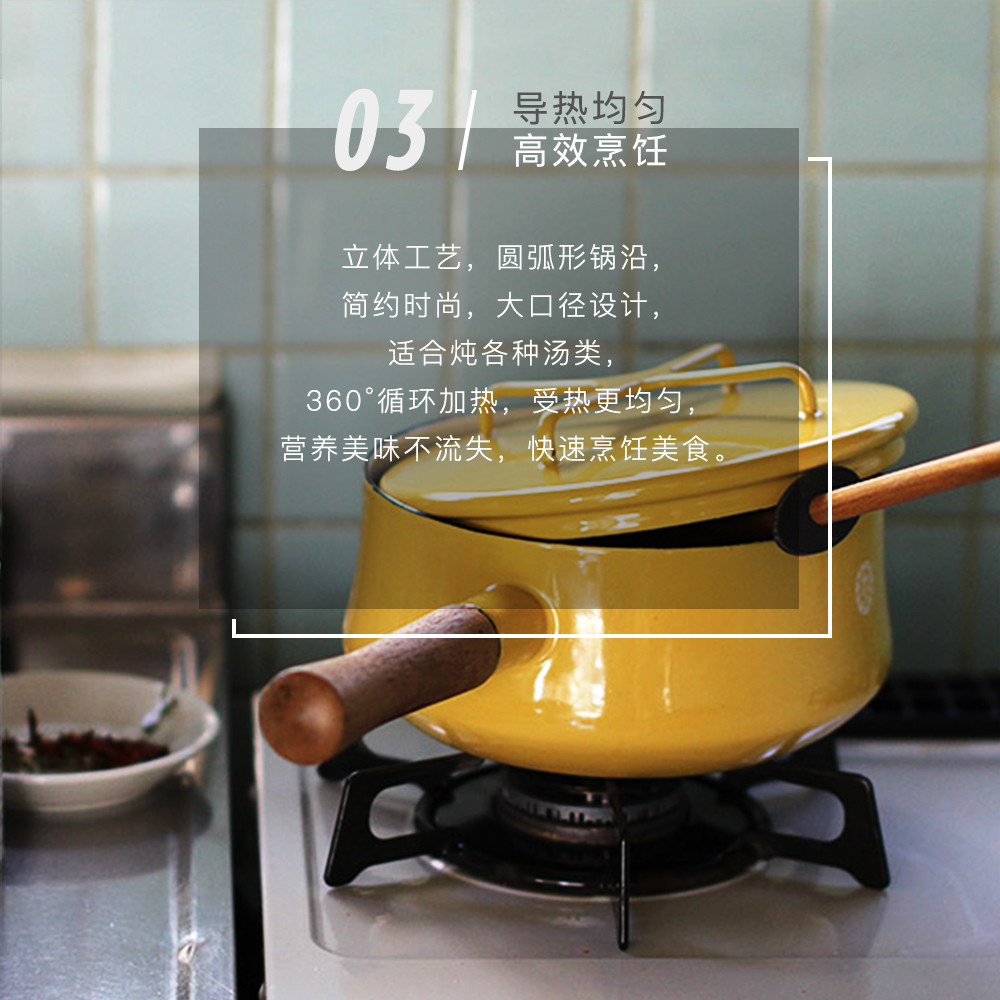 03/
导热均匀
高效烹饪
立体工艺，圆弧形锅沿，
简约时尚，大口径设计，
适合炖各种汤类，
360°循环加热，受热更均匀，
营养美味不流失，快速烹饪美食。